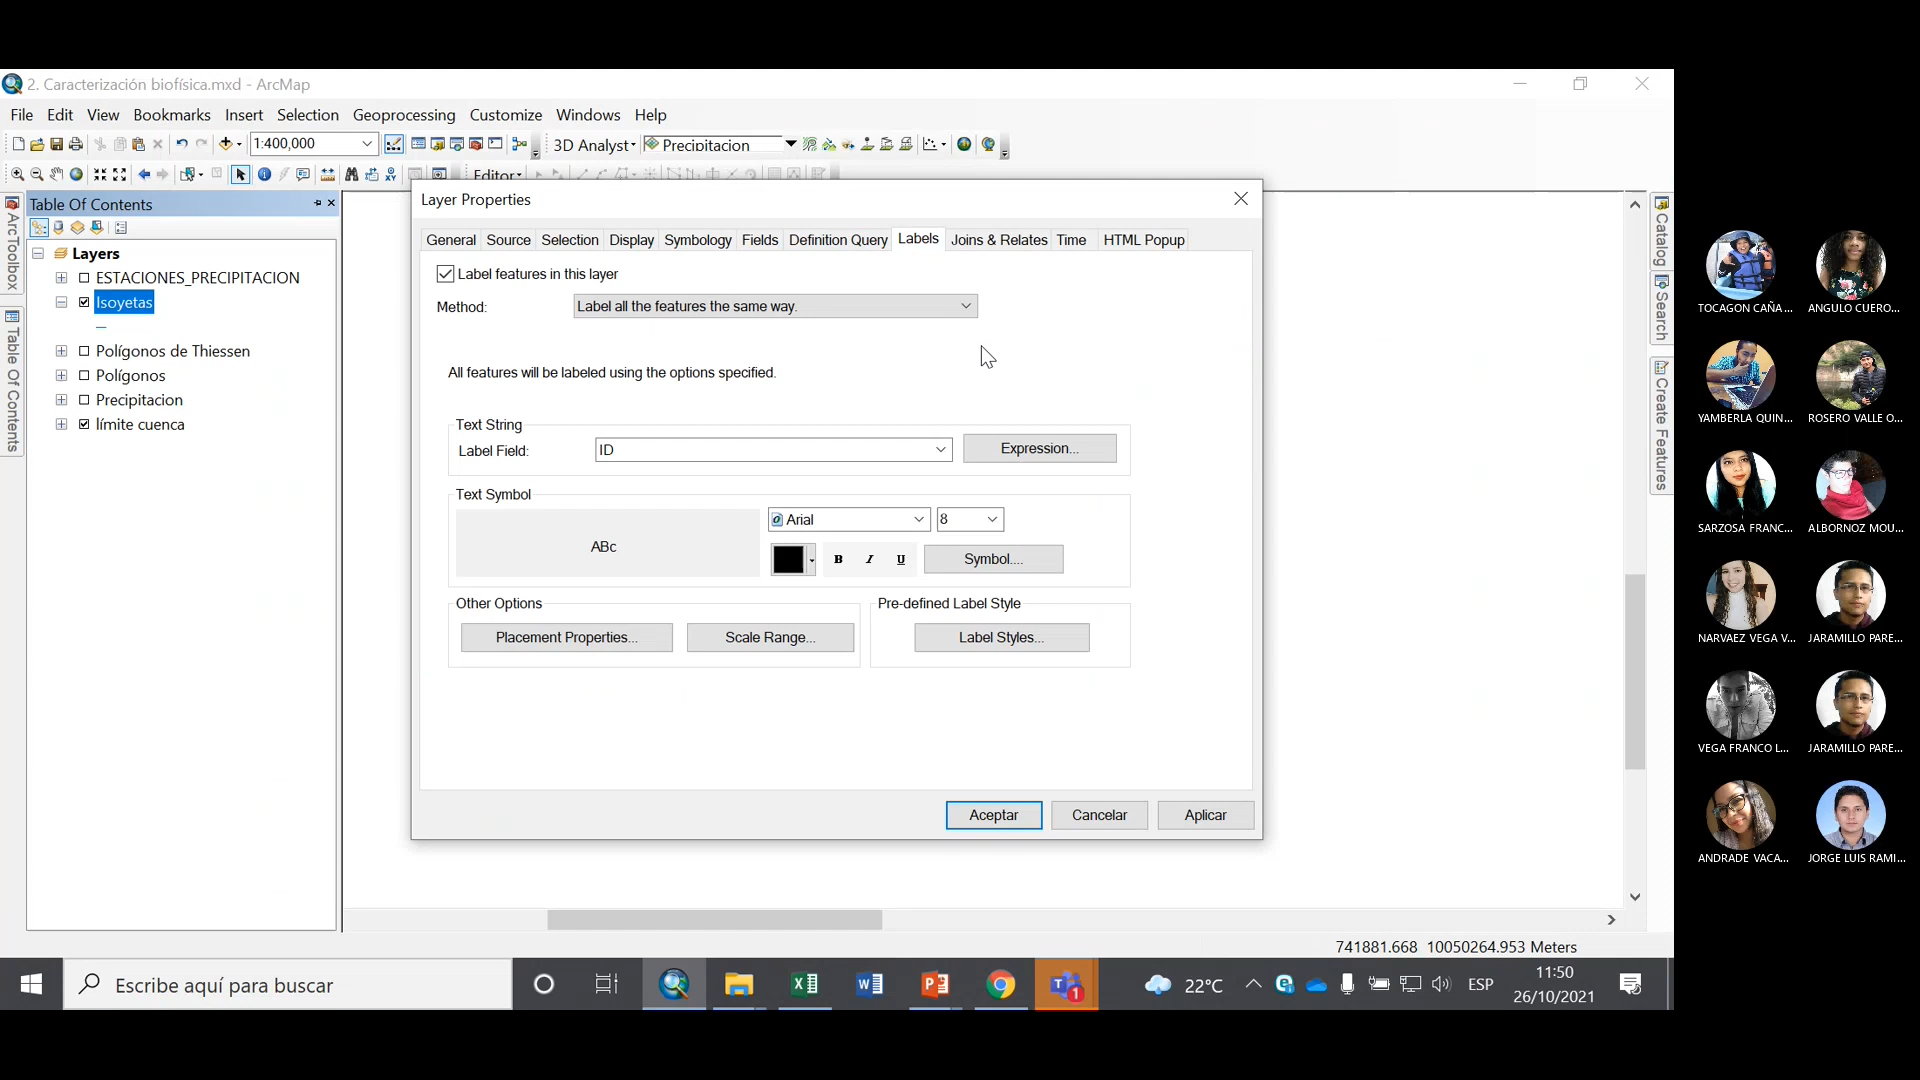 2. Caracterización biofísica.mxd - ArcMap
File Edit View Bookmarks Insert Selection Geoprocessing Customize Windows Help
1:400,000
3D Analyst
Precipitacion
Editor
Table Of Contents
ArcToolbox
Table Of Contents
Layers
ESTACIONES_PRECIPITACION
Isoyetas
Polígonos de Thiessen
Polígonos
Precipitacion
límite cuenca
Layer Properties
General Source Selection Display Symbology Fields Definition Query Labels Joins & Relates Time HTML Popup
Label features in this layer
Method:
Label all the features the same way.
All features will be labeled using the options specified.
Text String
Label Field:
ID
Expression...
Text Symbol
ABc
Arial
8
B I U
Symbol....
Other Options
Placement Properties...
Scale Range...
Pre-defined Label Style
Label Styles...
Aceptar
Cancelar
Aplicar
Catalog
Search
Create Features
741881.668 10050264.953 Meters
Escribe aquí para buscar
22°C
ESP
11:50
26/10/2021
TOCAGON CAÑA...
ANGULO CUERO...
YAMBERLA QUIN...
ROSERO VALLE O...
SARZOSA FRANC...
ALBORNOZ MOU...
NARVAEZ VEGA V...
JARAMILLO PARE...
VEGA FRANCO L...
JARAMILLO PARE...
ANDRADE VACA...
JORGE LUIS RAMI...